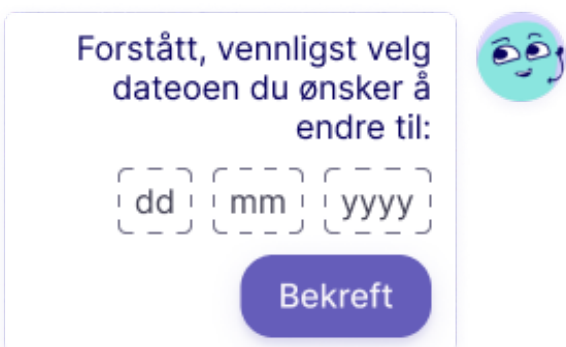 Forstått, vennligst velg
dateoen du ønsker å
endre til:
dd mm yyyy
Bekreft